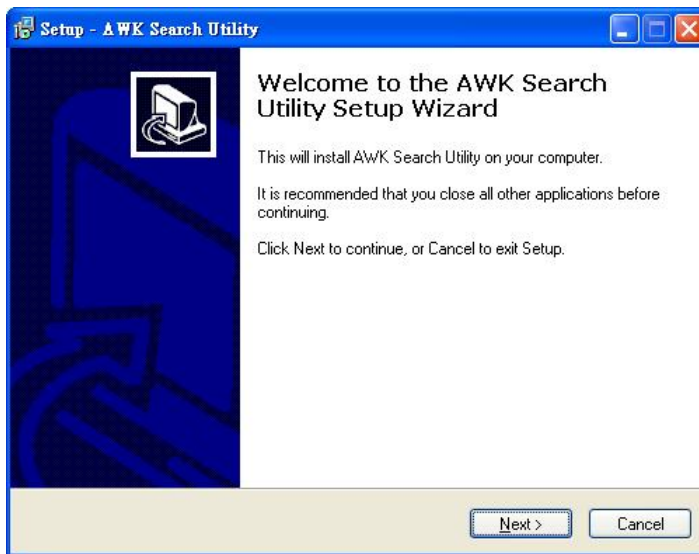 Setup - AWK Search Utility
Welcome to the AWK Search
Utility Setup Wizard
This will install AWK Search Utility on your computer.
It is recommended that you close all other applications before
continuing.
Click Next to continue, or Cancel to exit Setup.
Next >
Cancel